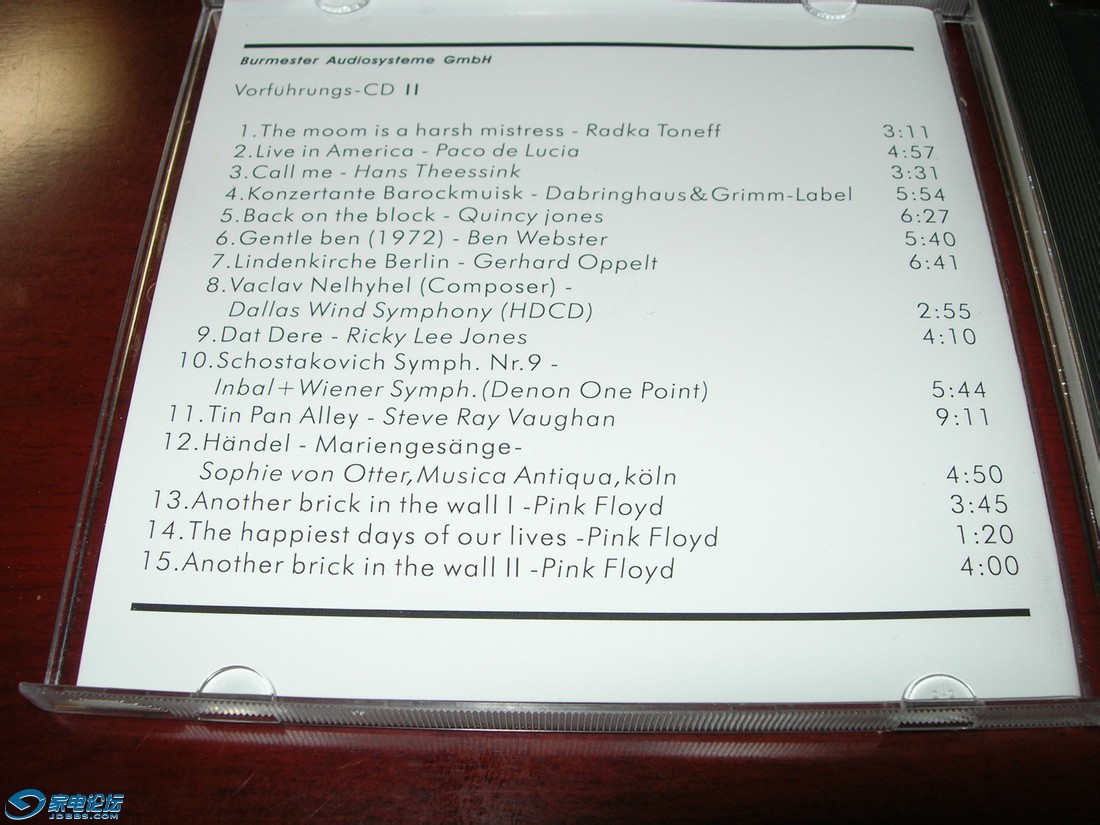 Burmester Audiosysteme GmbH
Vorführungs-CD II
1.The moom is a harsh mistress - Radka Toneff 3:11
2.Live in America - Paco de Lucia 4:57
3.Call me - Hans Theessink 3:31
4.Konzertante Barockmuisk - Dabringhaus&Grimm-Label 5:54
5.Back on the block - Quincy jones 6:27
6.Gentle ben (1972) - Ben Webster 5:40
7.Lindenkirche Berlin - Gerhard Oppelt 6:41
8.Vaclav Nelhyhel (Composer) -
Dallas Wind Symphony (HDCD) 2:55
9.Dat Dere - Ricky Lee Jones 4:10
10.Schostakovich Symph. Nr.9 -
Inbal+Wiener Symph.(Denon One Point) 5:44
11.Tin Pan Alley - Steve Ray Vaughan 9:11
12.Händel - Mariengesänge-
Sophie von Otter,Musica Antiqua,köln 4:50
13.Another brick in the wall I -Pink Floyd 3:45
14.The happiest days of our lives -Pink Floyd 1:20
15.Another brick in the wall II -Pink Floyd 4:00
家电论坛
JDBBS.COM